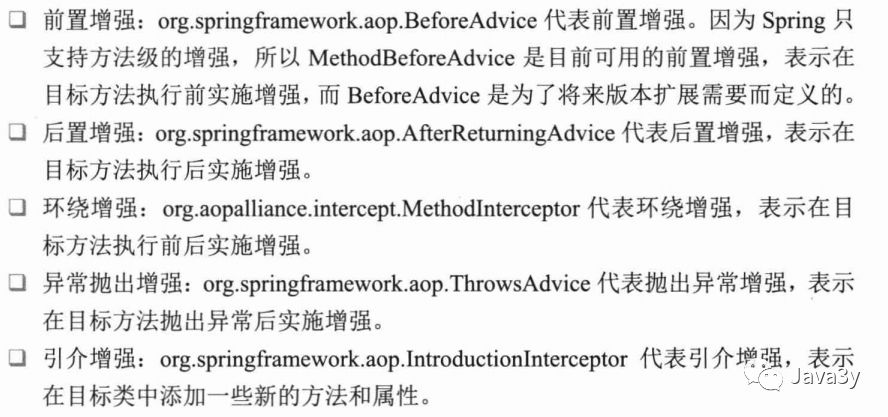 ❏ 前置增强：org.springframework.aop.BeforeAdvice 代表前置增强。因为 Spring 只
支持方法级的增强，所以 MethodBeforeAdvice 是目前可用的前置增强，表示在
目标方法执行前实施增强，而 BeforeAdvice 是为了将来版本扩展需要而定义的。
❏ 后置增强：org.springframework.aop.AfterReturningAdvice 代表后置增强，表示在
目标方法执行后实施增强。
❏ 环绕增强：org.aopalliance.intercept.MethodInterceptor 代表环绕增强，表示在目
标方法执行前后实施增强。
❏ 异常抛出增强：org.springframework.aop.ThrowsAdvice 代表抛出异常增强，表示
在目标方法抛出异常后实施增强。
❏ 引介增强：org.springframework.aop.IntroductionInterceptor 代表引介增强，表示
在目标类中添加一些新的方法和属性。
Java3y